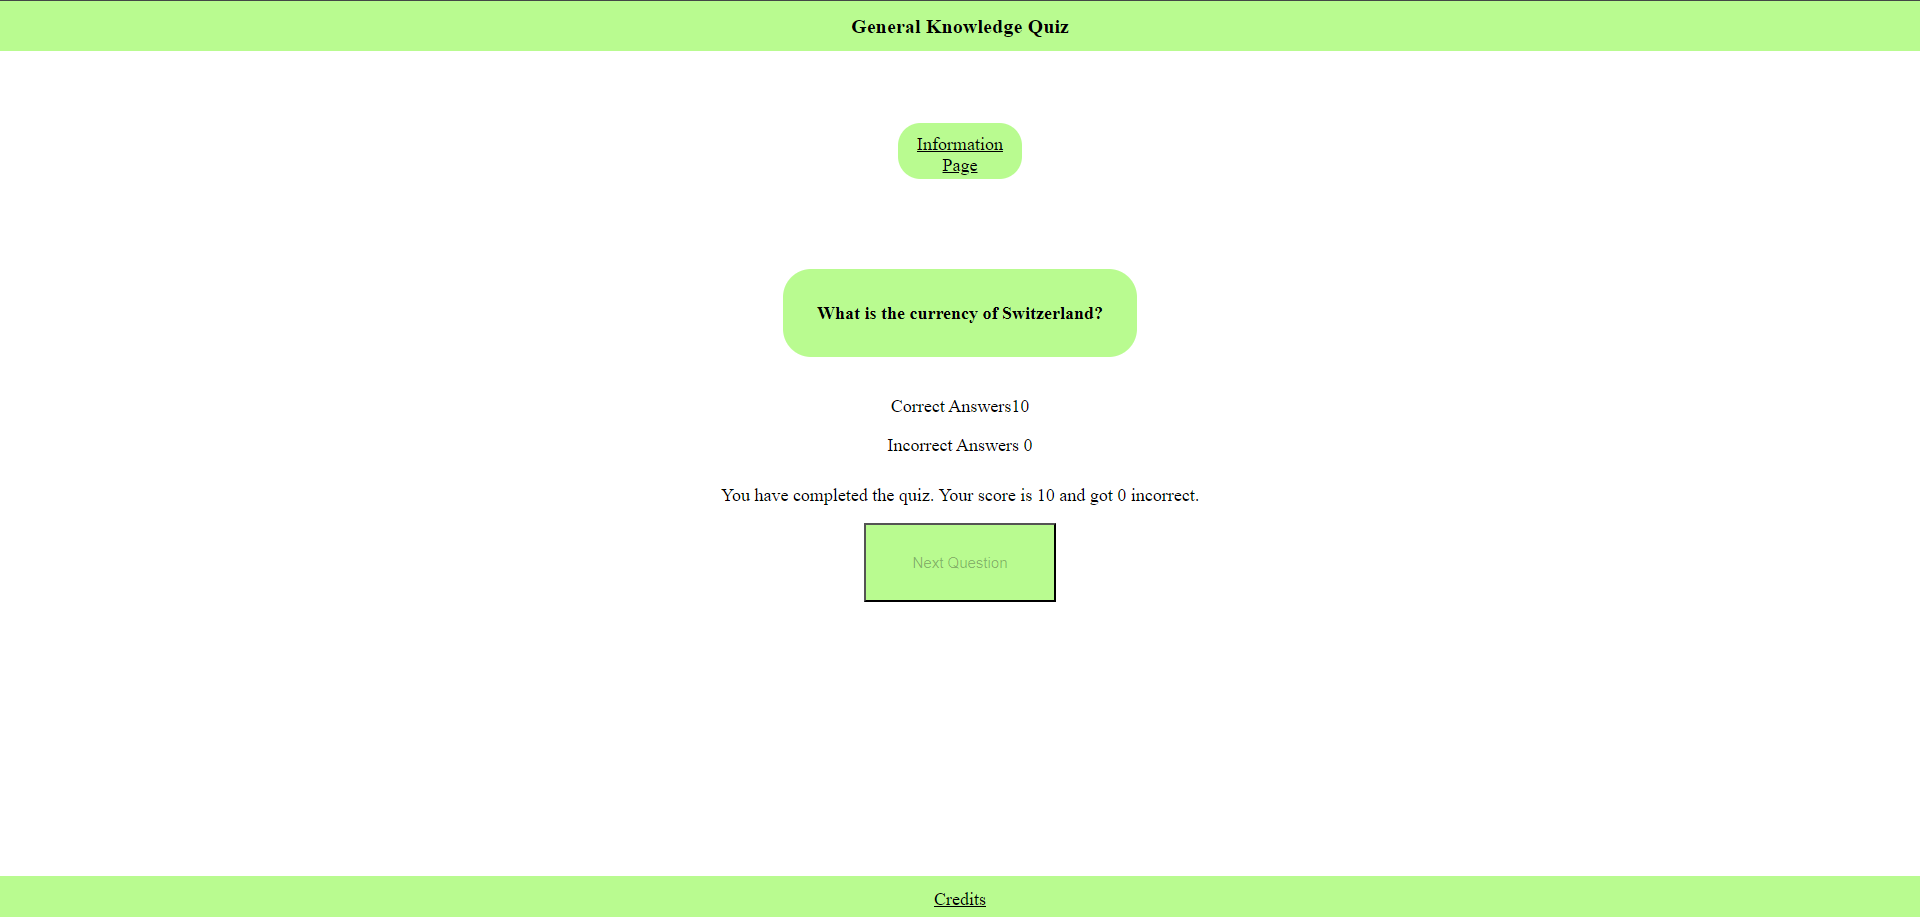 General Knowledge Quiz
Information
Page
What is the currency of Switzerland?
Correct Answers10
Incorrect Answers 0
You have completed the quiz. Your score is 10 and got 0 incorrect.
Next Question
Credits